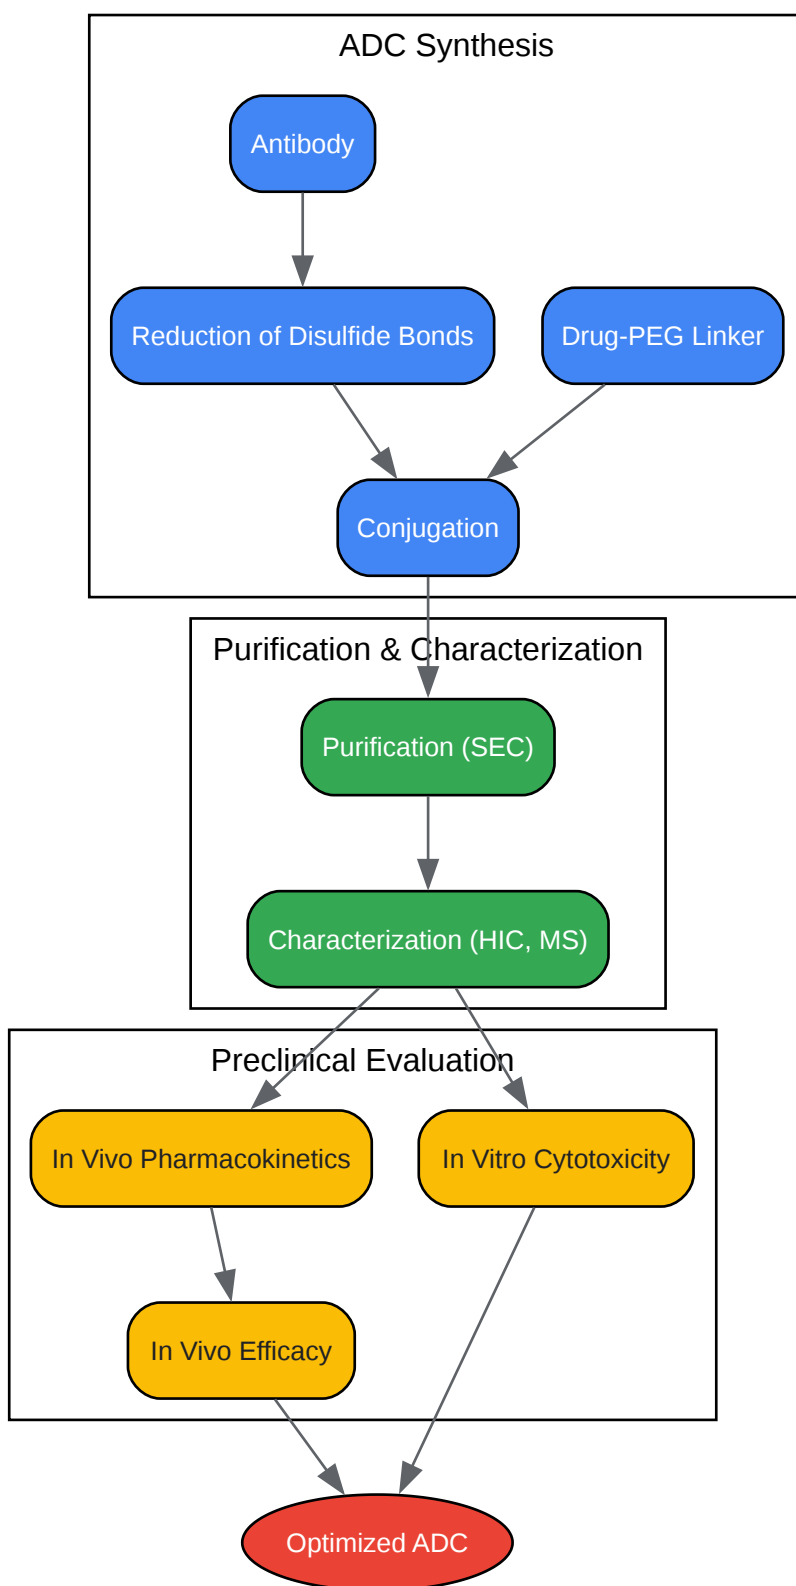 ADC Synthesis
Antibody
Reduction of Disulfide Bonds
Drug-PEG Linker
Conjugation
Purification & Characterization
Purification (SEC)
Characterization (HIC, MS)
Preclinical Evaluation
In Vivo Pharmacokinetics
In Vitro Cytotoxicity
In Vivo Efficacy
Optimized ADC